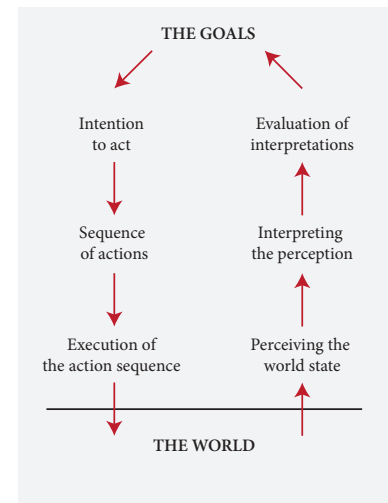 THE GOALS
Intention
to act
Sequence
of actions
Execution of
the action sequence
Evaluation of
interpretations
Interpreting
the perception
Perceiving the
world state
THE WORLD